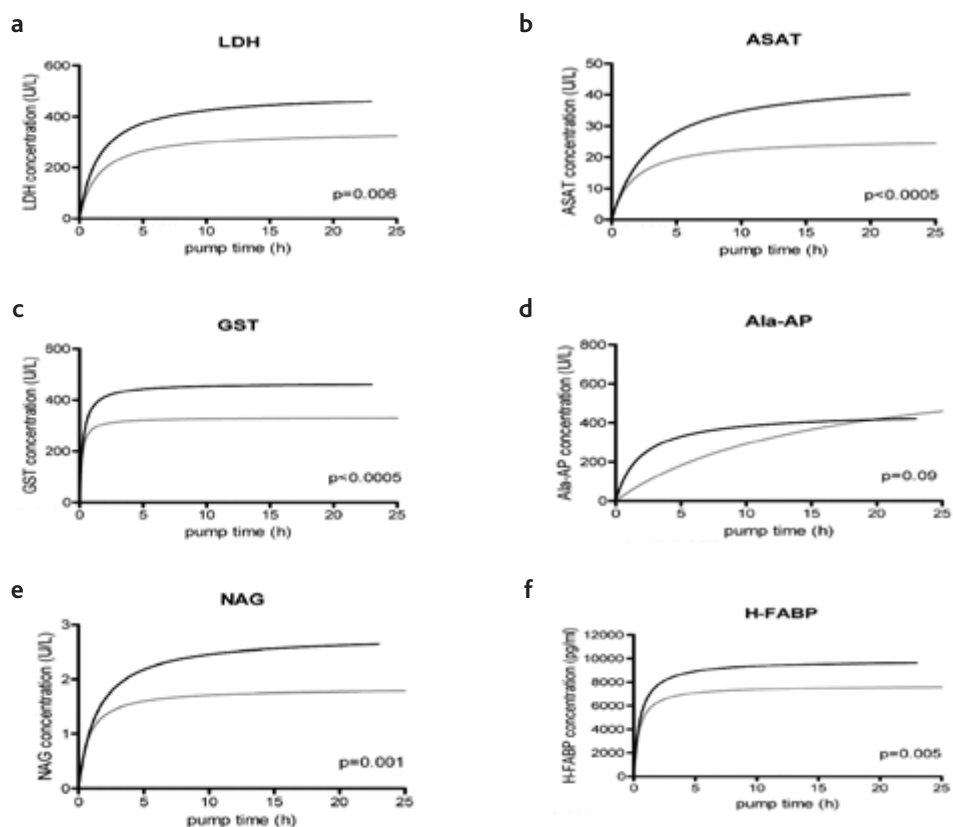 a
LDH
LDH concentration (U/L)
600
400
200
0
0 5 10 15 20 25
pump time (h)
p=0.006
b
ASAT
ASAT concentration (U/L)
50
40
30
20
10
0
0 5 10 15 20 25
pump time (h)
p<0.0005
c
GST
GST concentration (U/L)
600
400
200
0
0 5 10 15 20 25
pump time (h)
p<0.0005
d
Ala-AP
Ala-AP concentration (U/L)
800
600
400
200
0
0 5 10 15 20 25
pump time (h)
p=0.09
e
NAG
NAG concentration (U/L)
3
2
1
0
0 5 10 15 20 25
pump time (h)
p=0.001
f
H-FABP
H-FABP concentration (pg/ml)
12000
10000
8000
6000
4000
2000
0
0 5 10 15 20 25
pump time (h)
p=0.005